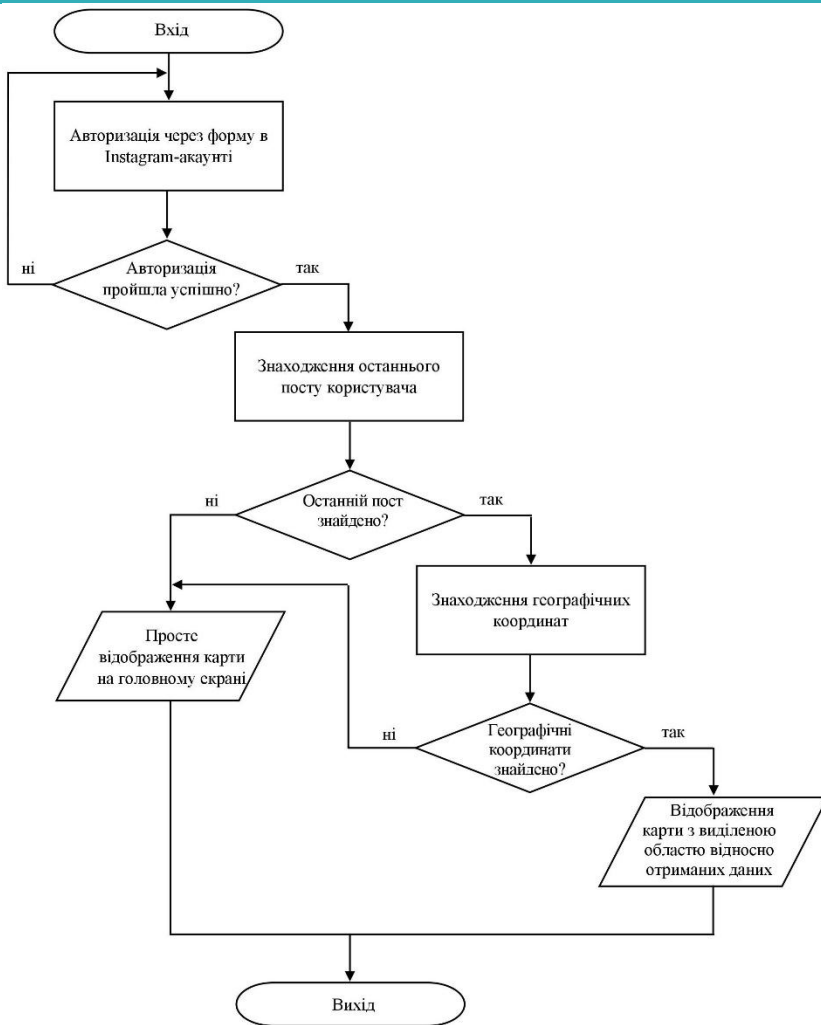 Вхід
Авторизація через форму в
Instagram-акаунті
ні
Авторизація
пройшла успішно?
так
Знаходження останнього
посту користувача
ні
Останній пост
знайдено?
так
Знаходження географічних
координат
Просте
відображення карти
на головному скрані
ні
Географічні
координати
знайдено?
так
Відображення
карти з виділеною
областю відносно
отриманих даних
Вихід